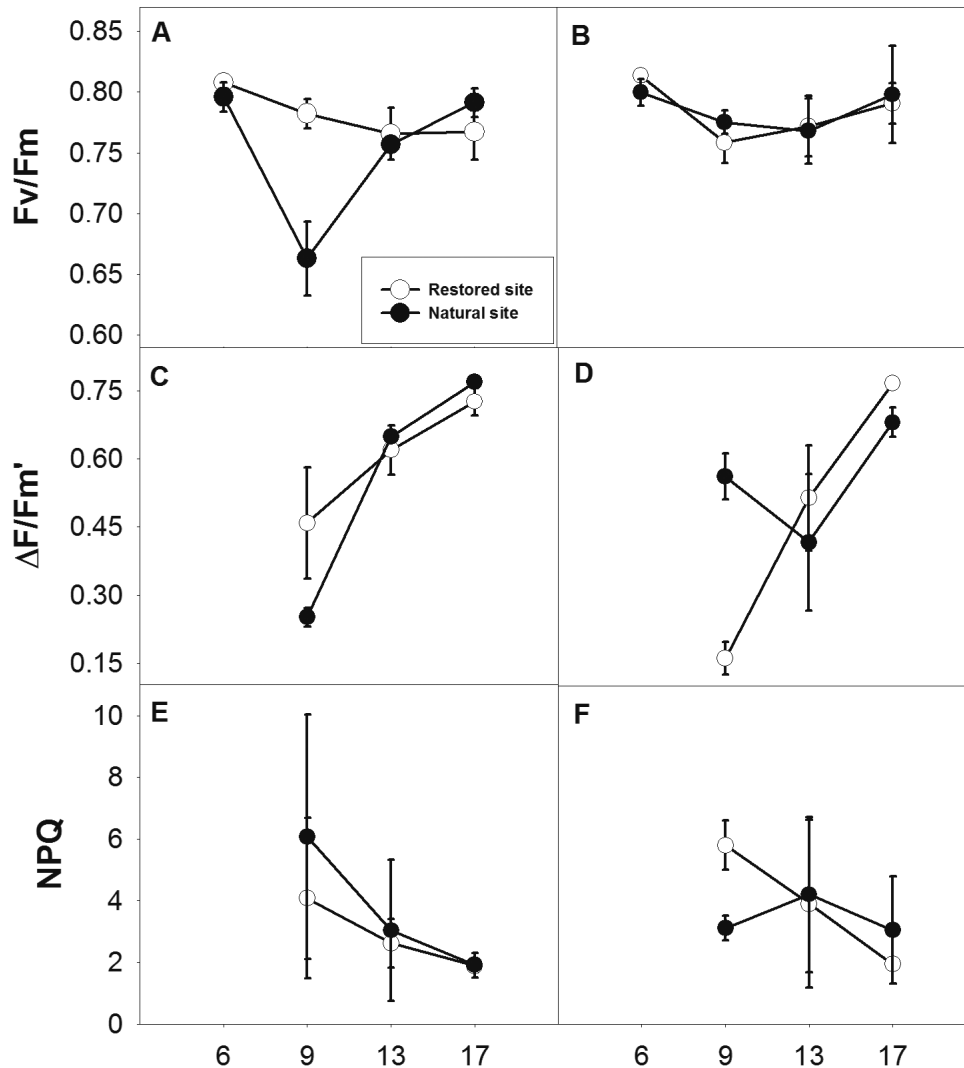 A
B
0.85
0.80
0.75
0.70
0.65
0.60
Fv/Fm
Restored site
Natural site
C
D
0.75
0.60
0.45
0.30
0.15
ΔF/Fm'
E
F
10
8
6
4
2
0
NPQ
6 9 13 17
6 9 13 17